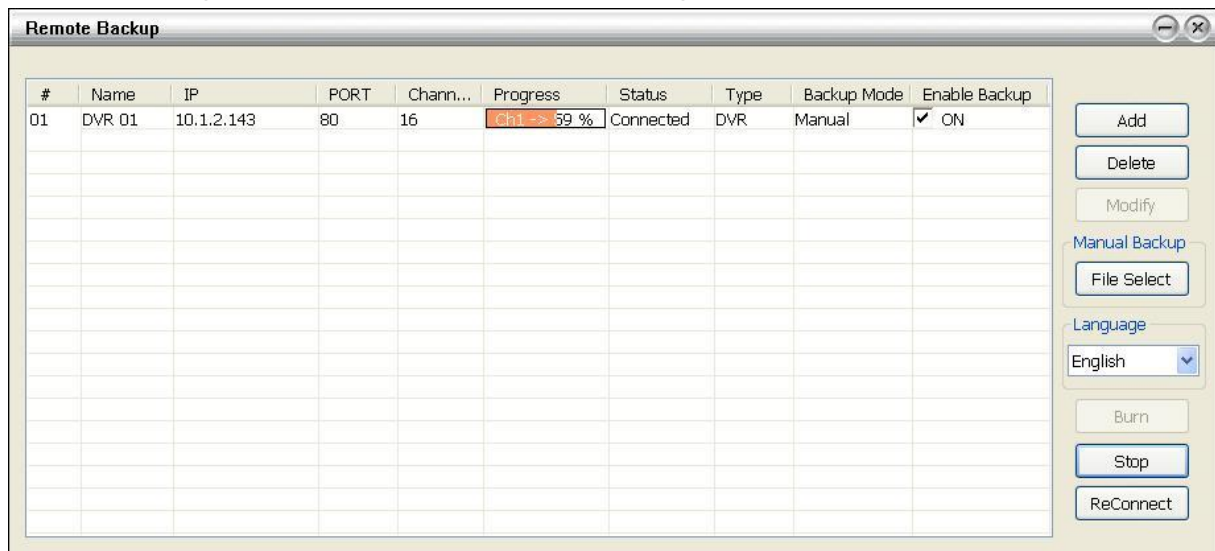 Remote Backup
# Name IP PORT Chann... Progress Status Type Backup Mode Enable Backup
01 DVR 01 10.1.2.143 80 16 Ch1 -> 59 % Connected DVR Manual ON
Add
Delete
Modify
Manual Backup
File Select
Language
English
Burn
Stop
ReConnect